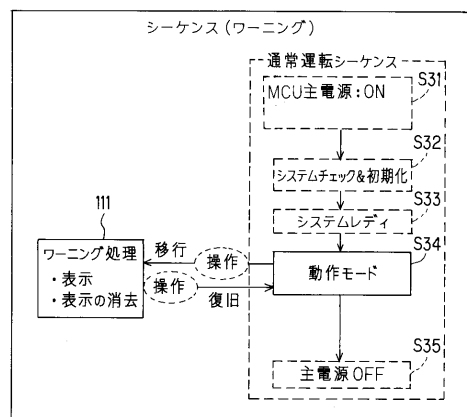 シーケンス(ワーニング)
通常運転シーケンス
S31
MCU主電源:ON
S32
システムチェック&初期化
S33
システムレディ
S34
動作モード
111
ワーニング処理
・表示
・表示の消去
移行
操作
操作
復旧
S35
主電源OFF